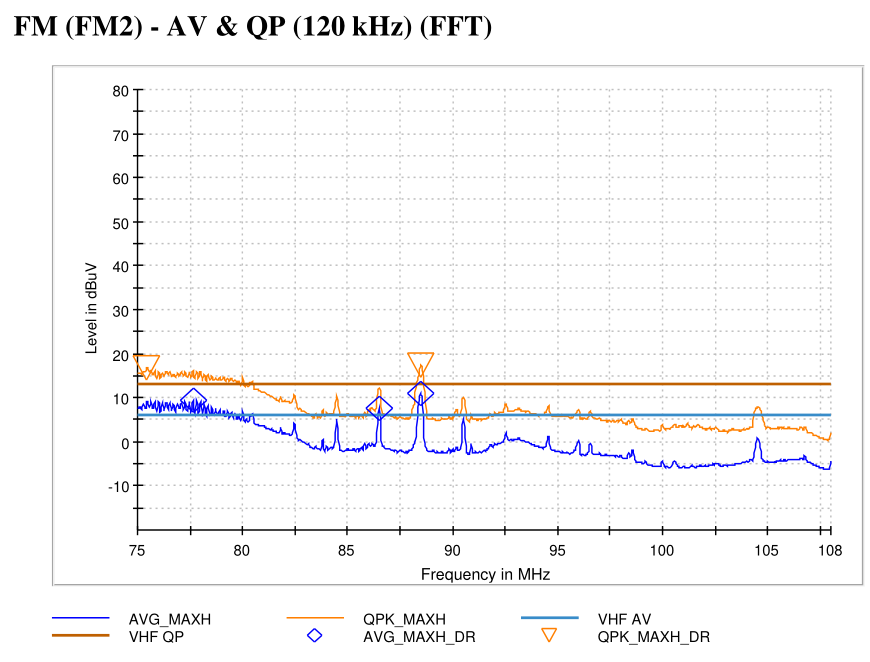 FM (FM2) - AV & QP (120 kHz) (FFT)
80
70
60
50
40
30
20
10
0
-10
Level in dBuV
75 80 85 90 95 100 105 108
Frequency in MHz
AVG_MAXH QPK_MAXH VHF AV
VHF QP AVG_MAXH_DR QPK_MAXH_DR